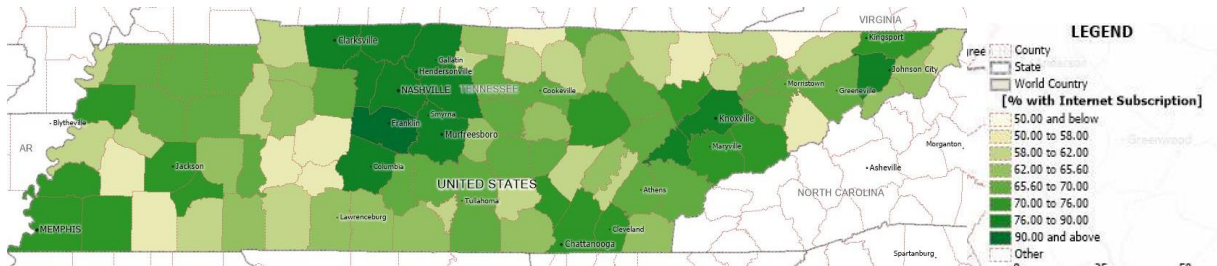 VIRGINIA
Clarksville
Kingsport
Gallatin
Hendersonville
Johnson City
NASHVILLE
TENNESSEE
Cookeville
Morristown
Greeneville
Blytheville
Smyrna
Franklin
Murfreesboro
Knoxville
AR
Jackson
Columbia
Maryville
Morganton
Asheville
UNITED STATES
Athens
NORTH CAROLINA
Tullahoma
Lawrenceburg
MEMPHIS
Cleveland
Chattanooga
Spartanburg
LEGEND
County
State
World Country
[% with Internet Subscription]
50.00 and below
50.00 to 58.00
58.00 to 62.00
62.00 to 65.60
65.60 to 70.00
70.00 to 76.00
76.00 to 90.00
90.00 and above
Other
Greenwood